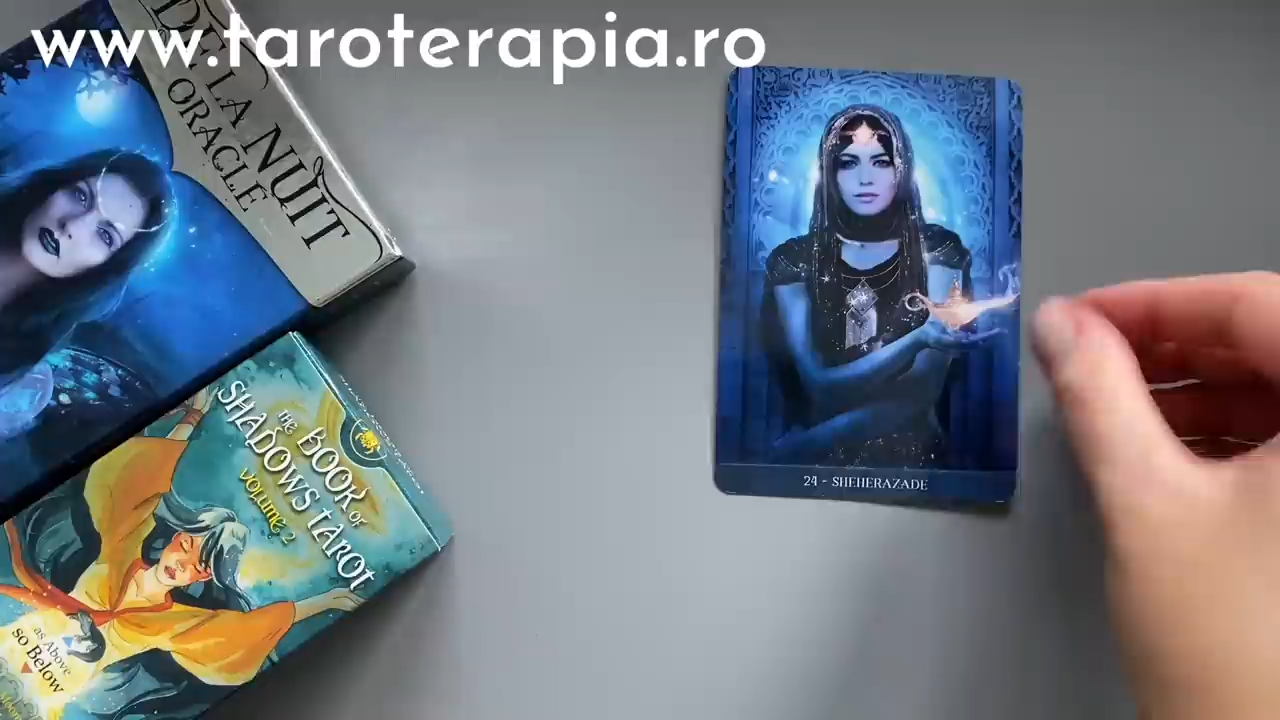 www.taroterapia.ro
DE LA NUIT
ORACLE
THE BOOK OF
SHADOWS TAROT
VOLUME 2
as Above
so Below
24 - SHEHERAZADE